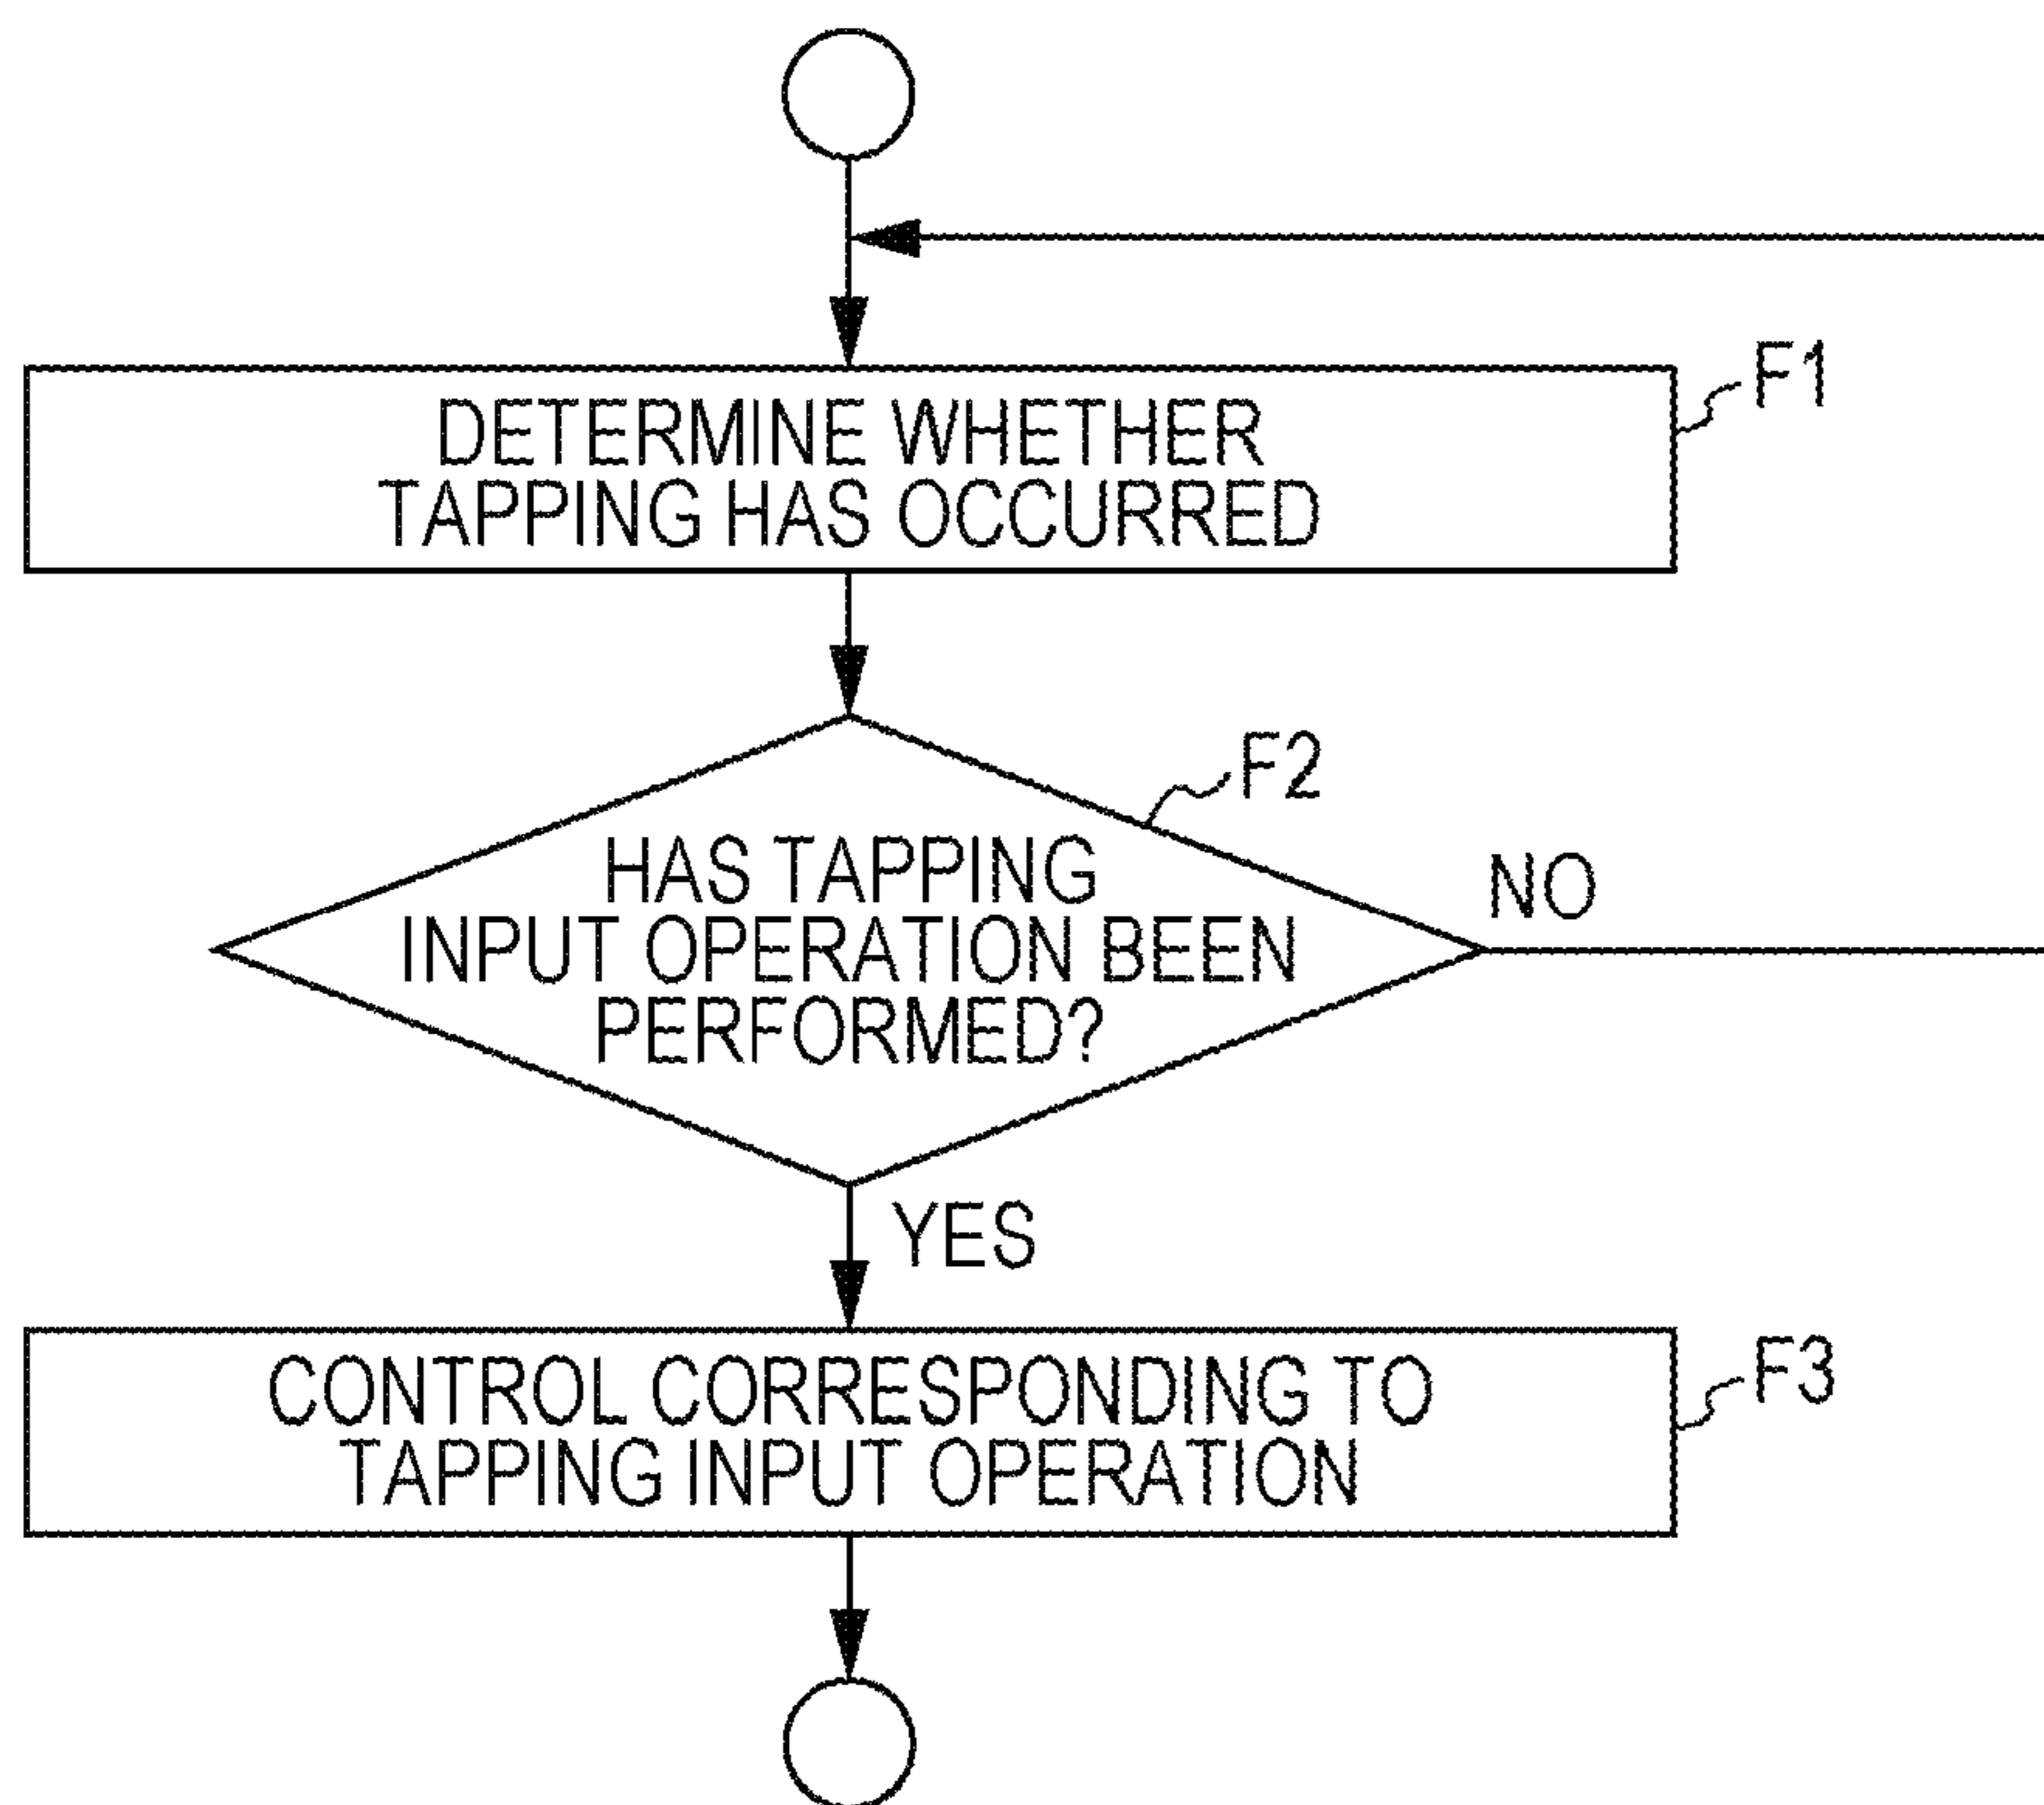 DETERMINE WHETHER
TAPPING HAS OCCURRED
F1
HAS TAPPING
INPUT OPERATION BEEN
PERFORMED?
F2
NO
YES
CONTROL CORRESPONDING TO
TAPPING INPUT OPERATION
F3